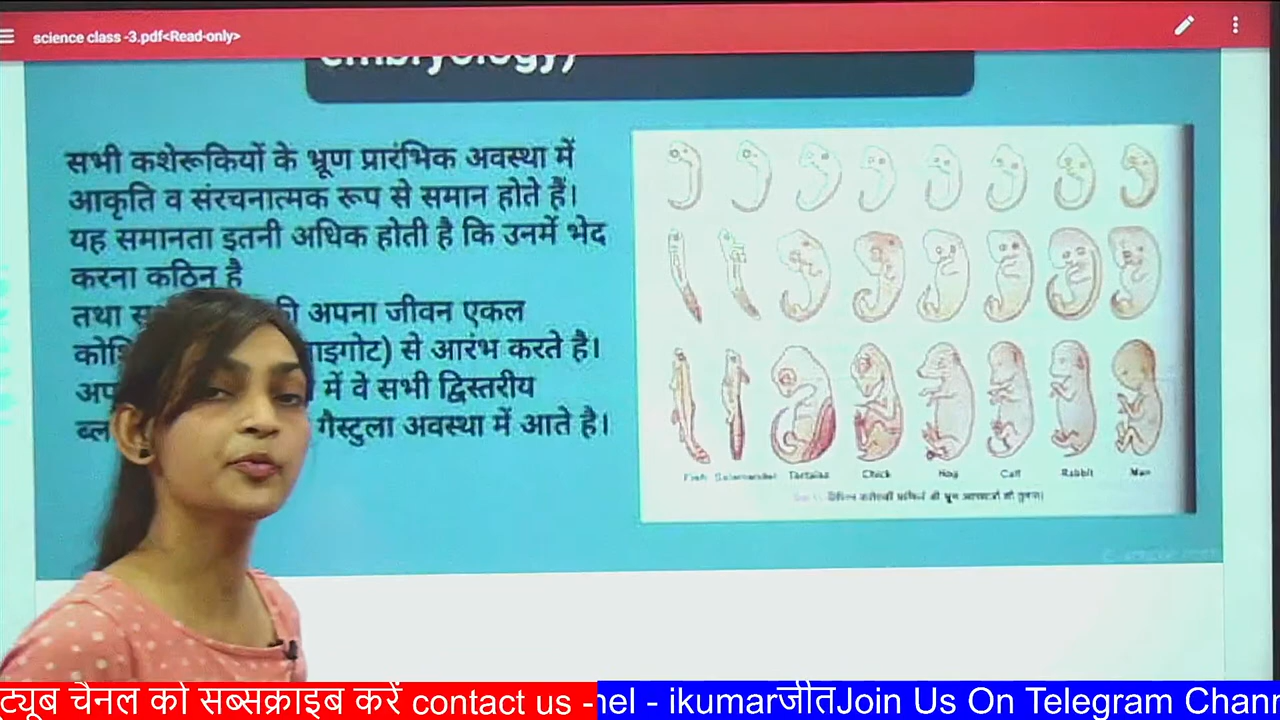 science class -3.pdf<Read-only>
embryology)
सभी कशेरूकियों के भ्रूण प्रारंभिक अवस्था में
आकृति व संरचनात्मक रूप से समान होते हैं।
यह समानता इतनी अधिक होती है कि उनमें भेद
करना कठिन है
तथा अपना जीवन एकल
से आरंभ करते है।
में वे सभी द्विस्तरीय
गैस्टुला अवस्था में आते है।
Fish Salamander Tortoise Chick Hog Calf Rabbit Man
ट्यूब चैनल को सब्सक्राइब करें contact us -nel - ikumarजीतJoin Us On Telegram Chann